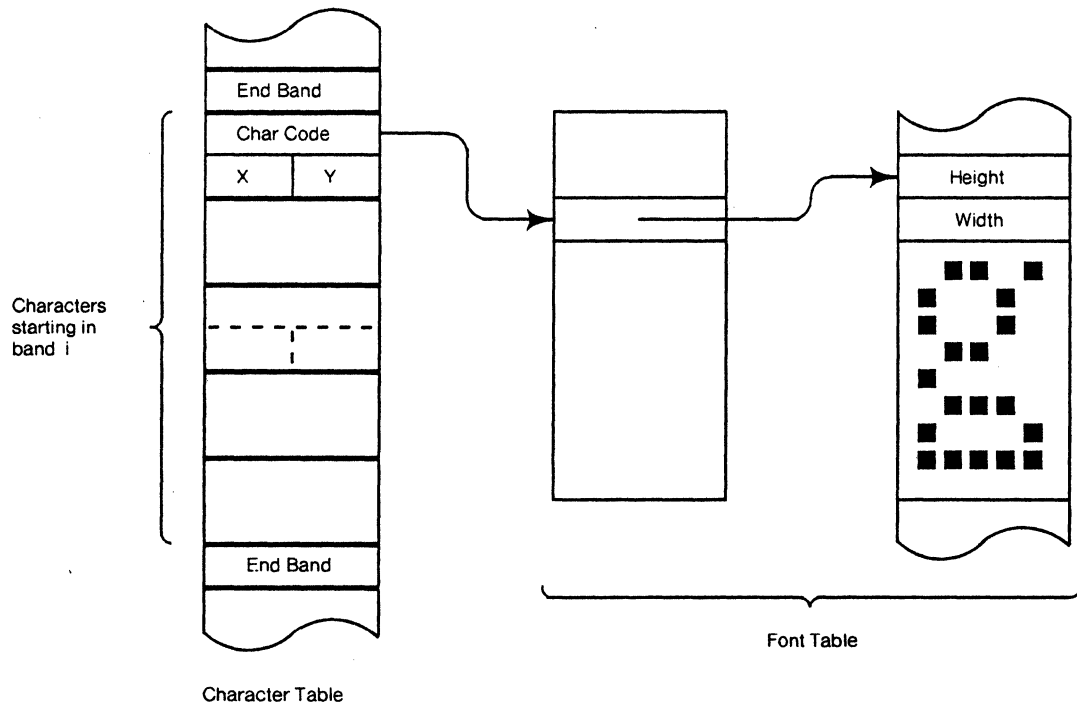 End Band
Char Code
X Y
Height
Width
Characters
starting in
band i
End Band
Font Table
Character Table